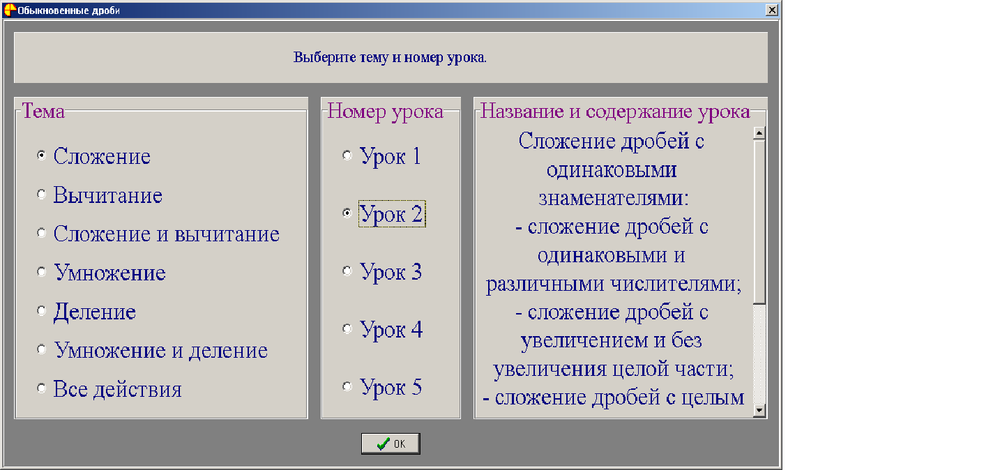 Обыкновенные дроби
Выберите тему и номер урока.
Тема
Сложение
Вычитание
Сложение и вычитание
Умножение
Деление
Умножение и деление
Все действия
Номер урока
Урок 1
Урок 2
Урок 3
Урок 4
Урок 5
Название и содержание урока
Сложение дробей с
одинаковыми
знаменателями:
- сложение дробей с
одинаковыми и
различными числителями;
- сложение дробей с
увеличением и без
увеличения целой части;
- сложение дробей с целым
OK